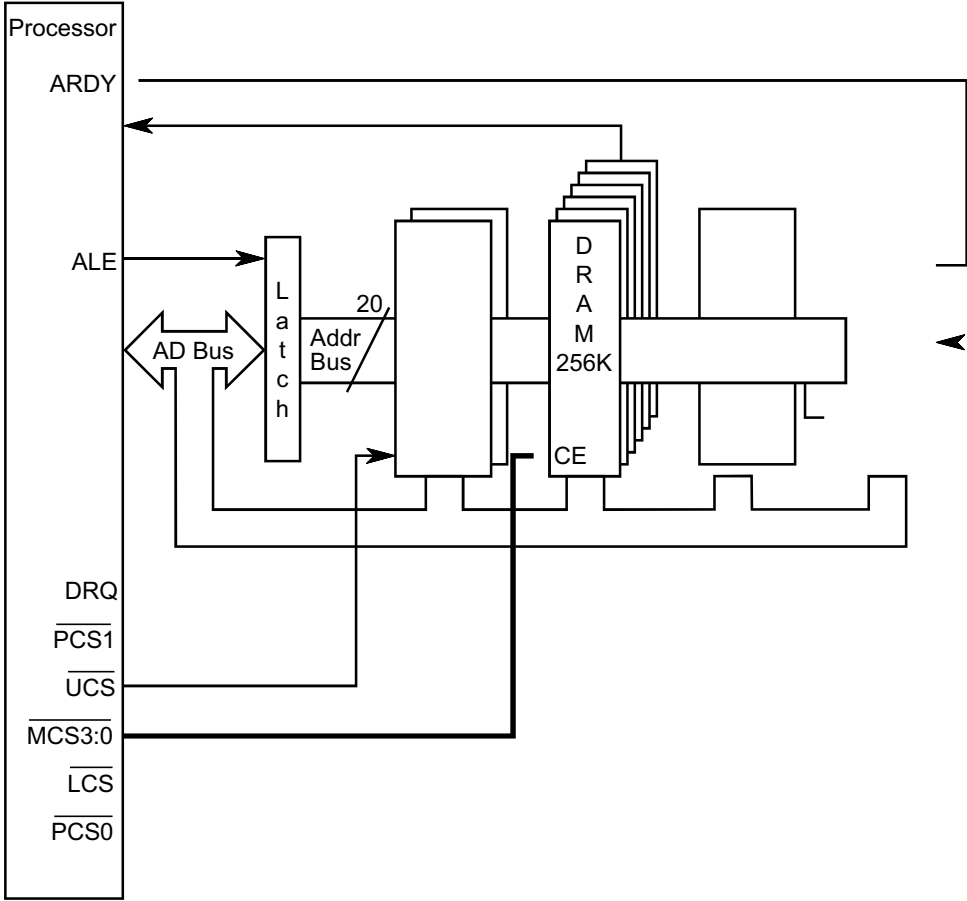 Processor
ARDY
ALE
L
a
t
c
h
20
Addr
Bus
AD Bus
D
R
A
M
256K
CE
DRQ
PCS1
UCS
MCS3:0
LCS
PCS0